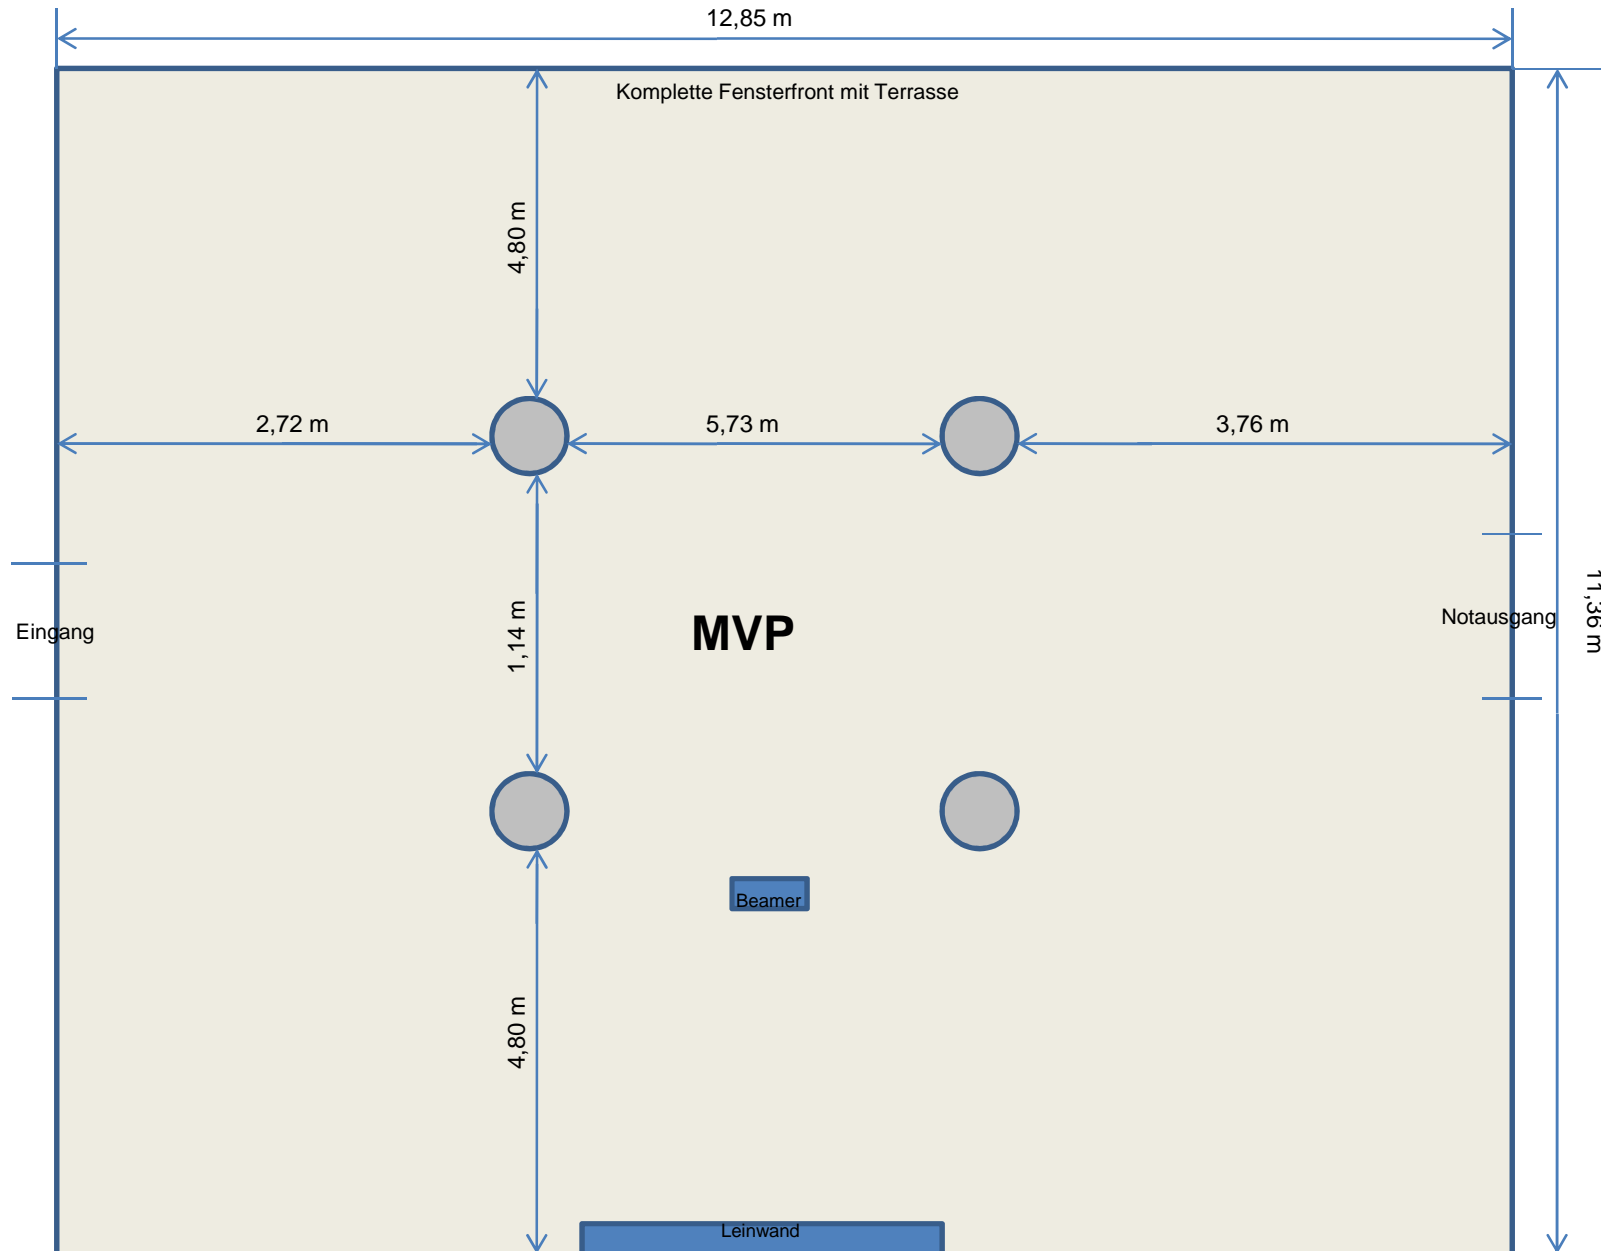 12,85 m
Komplette Fensterfront mit Terrasse
4,80 m
2,72 m
5,73 m
3,76 m
Eingang
1,14 m
MVP
Notausgang
11,36 m
Beamer
4,80 m
Leinwand